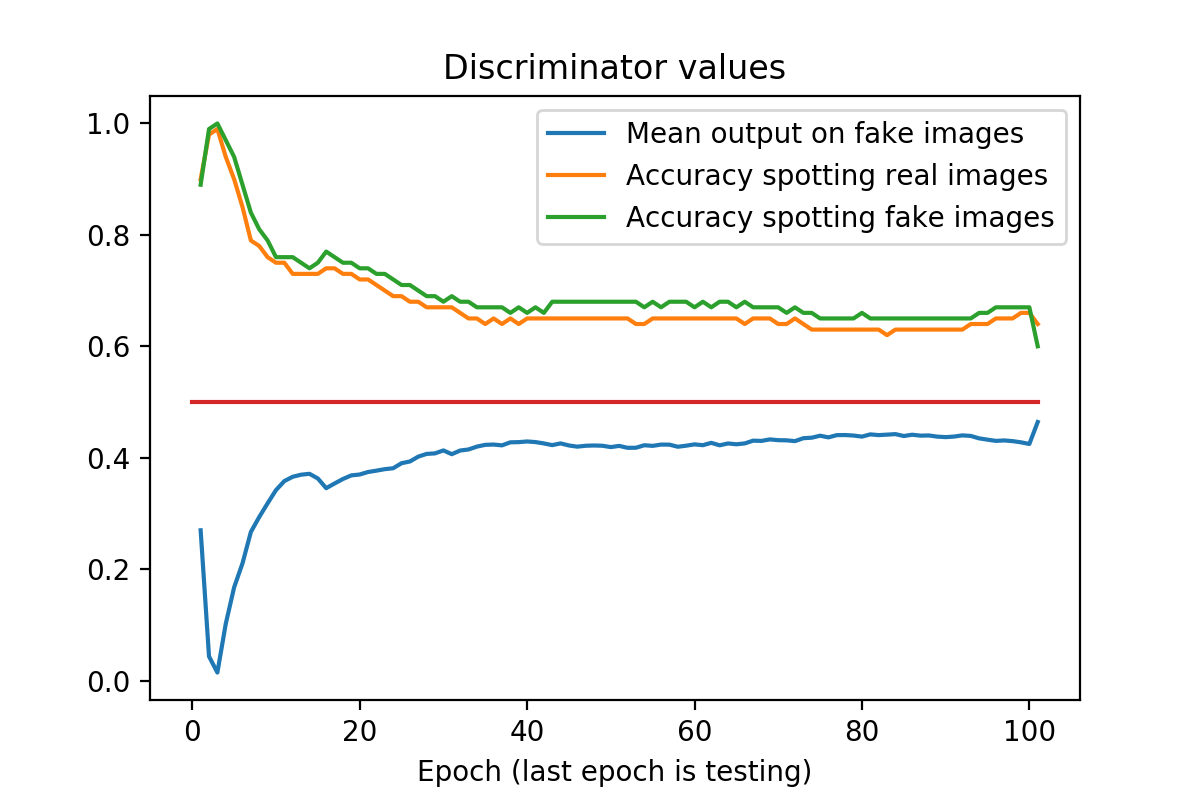 Discriminator values
Mean output on fake images
Accuracy spotting real images
Accuracy spotting fake images
1.0
0.8
0.6
0.4
0.2
0.0
0 20 40 60 80 100
Epoch (last epoch is testing)